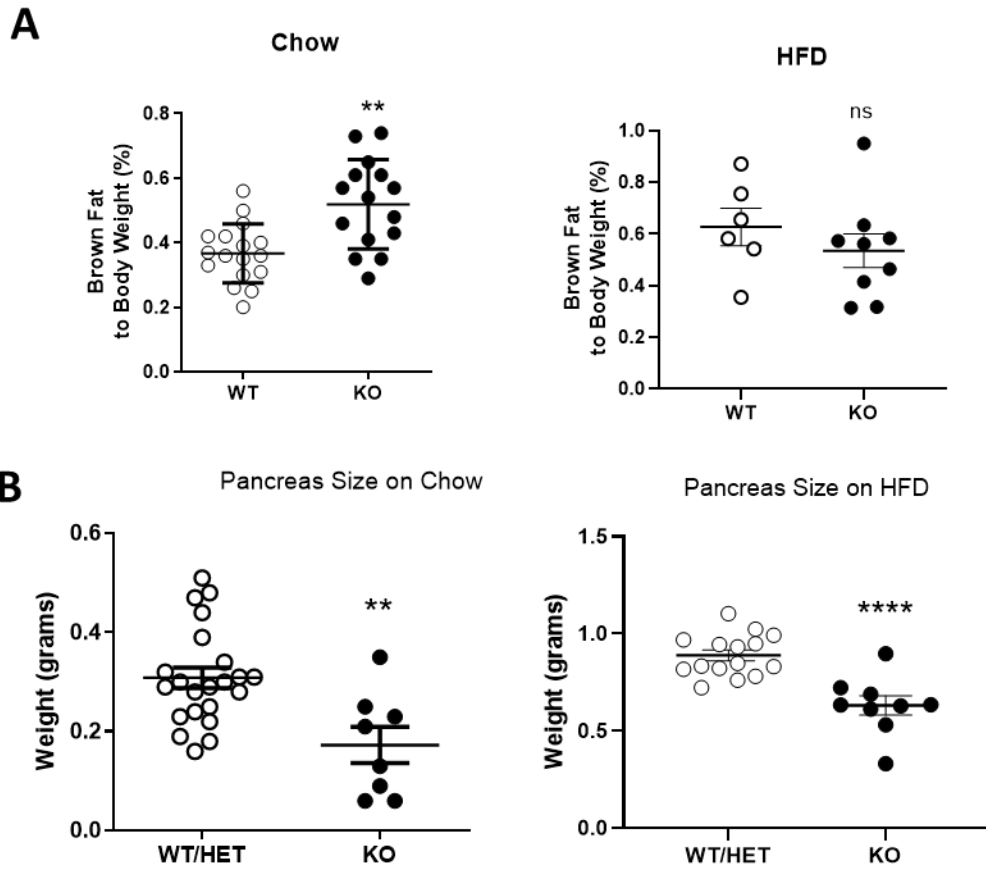 A
Chow
HFD
**
ns
Brown Fat
to Body Weight (%)
0.8
0.6
0.4
0.2
0.0
WT
KO
Brown Fat
to Body Weight (%)
1.0
0.8
0.6
0.4
0.2
0.0
WT
KO
B
Pancreas Size on Chow
Pancreas Size on HFD
Weight (grams)
0.6
0.4
0.2
0.0
**
WT/HET
KO
Weight (grams)
1.5
1.0
0.5
0.0
****
WT/HET
KO